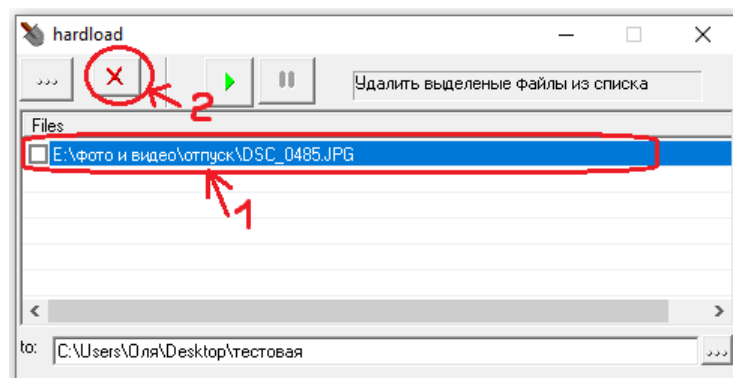 hardload
... 2 Удалить выделеные файлы из списка
Files
E:\фото и видео\отпуск\DSC_0485.JPG
1
to: C:\Users\Оля\Desktop\тестовая ...